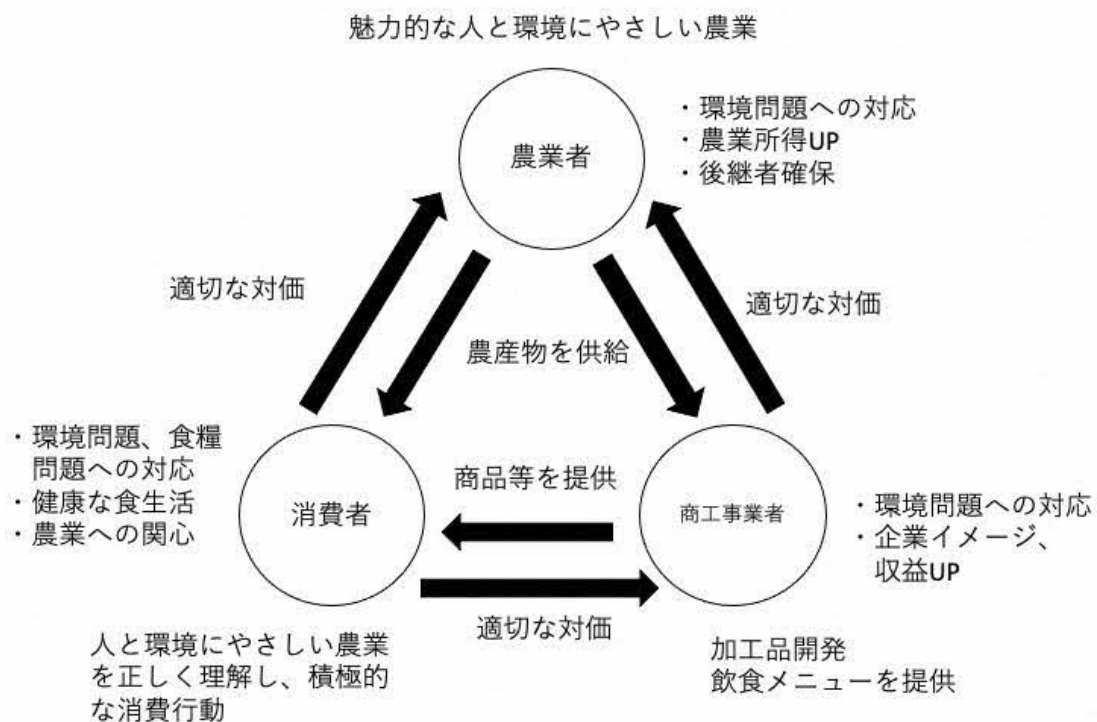 魅力的な人と環境にやさしい農業
農業者
・環境問題への対応
・農業所得UP
・後継者確保
適切な対価
適切な対価
農産物を供給
・環境問題、食糧
問題への対応
・健康な食生活
・農業への関心
消費者
商品等を提供
商工事業者
・環境問題への対応
・企業イメージ、
収益UP
適切な対価
人と環境にやさしい農業
を正しく理解し、積極的
な消費行動
加工品開発
飲食メニューを提供